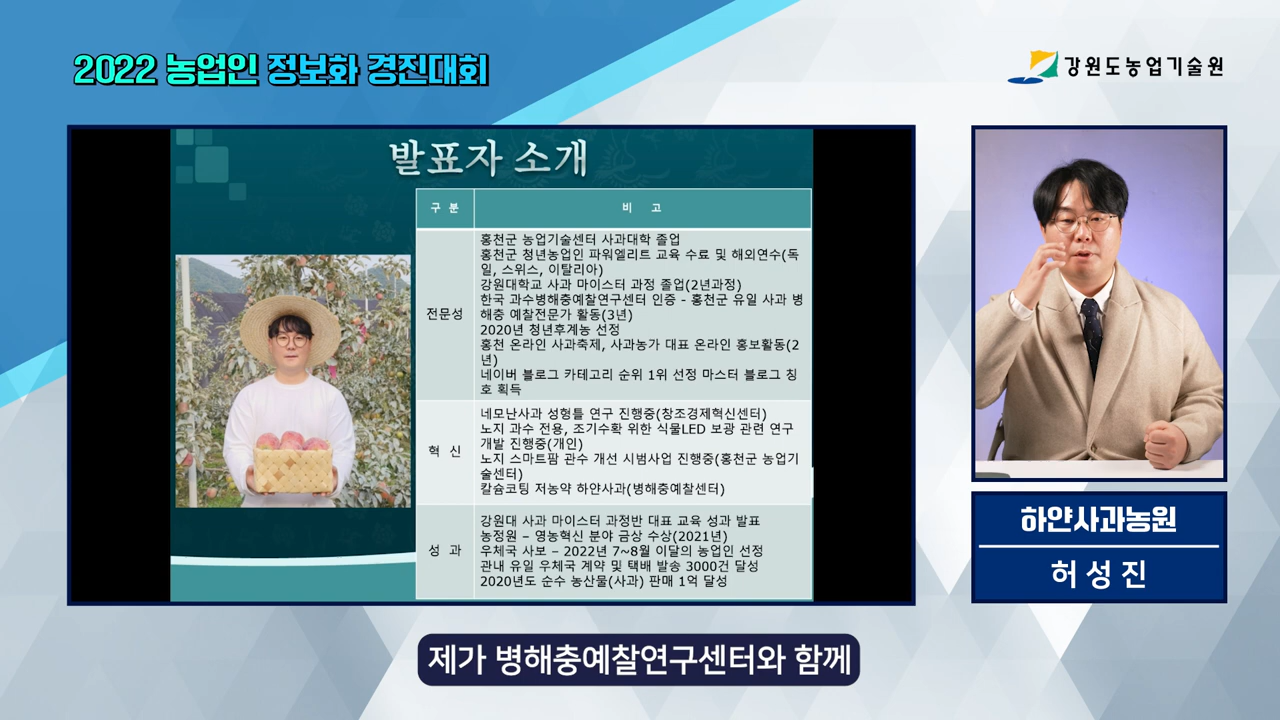 2022 농업인 정보화 경진대회
강원도농업기술원
발표자 소개
구 분
비 고
전문성
홍천군 농업기술센터 사과대학 졸업
홍천군 청년농업인 파워엘리트 교육 수료 및 해외연수(독
일, 스위스, 이탈리아)
강원대학교 사과 마이스터 과정 졸업(2년과정)
한국 과수병해충예찰연구센터 인증 - 홍천군 유일 사과 병
해충 예찰전문가 활동(3년)
2020년 청년후계농 선정
홍천 온라인 사과축제, 사과농가 대표 온라인 홍보활동(2
년)
네이버 블로그 카테고리 순위 1위 선정 마스터 블로그 칭
호 획득
혁 신
네모난사과 성형틀 연구 진행중(창조경제혁신센터)
노지 과수 전용, 조기수확 위한 식물LED 보광 관련 연구
개발 진행중(개인)
노지 스마트팜 관수 개선 시범사업 진행중(홍천군 농업기
술센터)
칼슘코팅 저농약 하얀사과(병해충예찰센터)
성 과
강원대 사과 마이스터 과정반 대표 교육 성과 발표
농정원 – 영농혁신 분야 금상 수상(2021년)
우체국 사보 – 2022년 7~8월 이달의 농업인 선정
관내 유일 우체국 계약 및 택배 발송 3000건 달성
2020년도 순수 농산물(사과) 판매 1억 달성
하얀사과농원
허성진
제가 병해충예찰연구센터와 함께